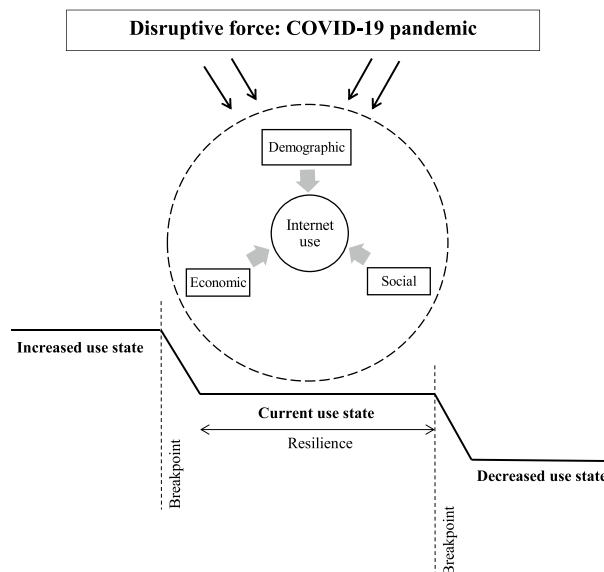 Disruptive force: COVID-19 pandemic
Demographic
Internet
use
Economic
Social
Increased use state
Current use state
Resilience
Breakpoint
Decreased use state
Breakpoint